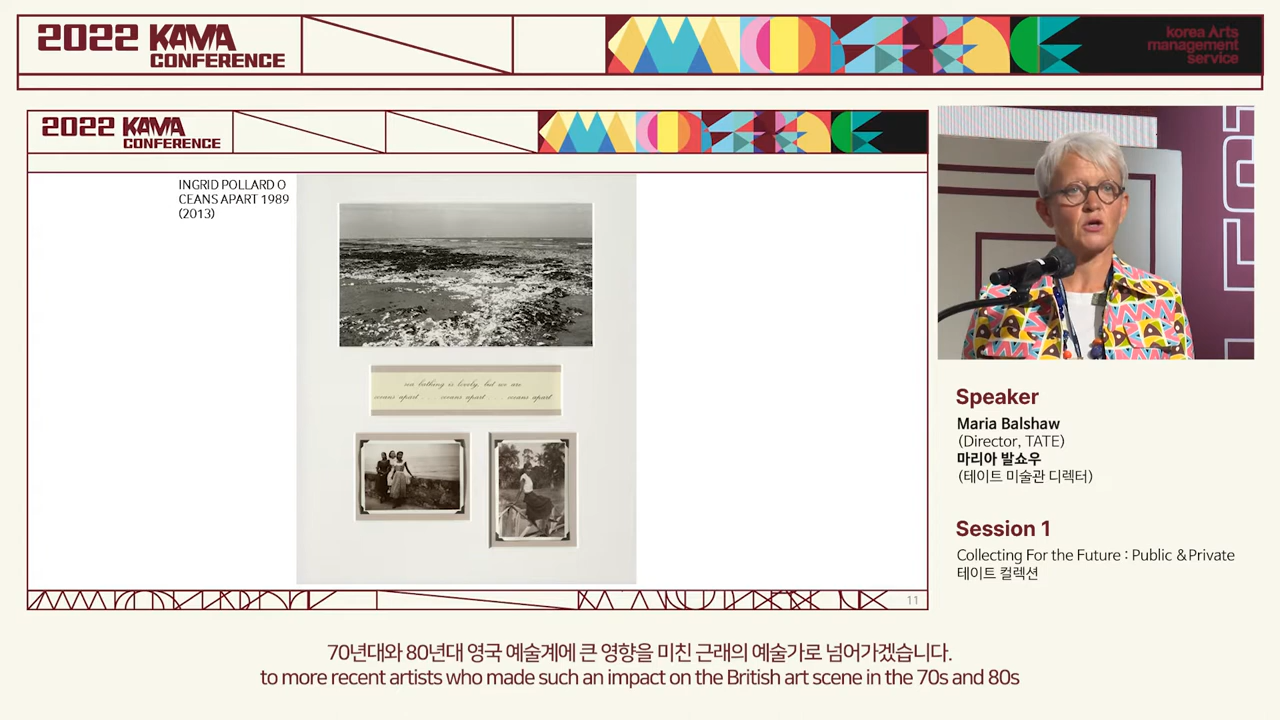 2022 KAMA
CONFERENCE
korea Arts
management
service
2022 KAMA
CONFERENCE
INGRID POLLARD O
CEANS APART 1989
(2013)
sea bathing is lovely, but we are
oceans apart . . . oceans apart . . . oceans apart
11
Speaker
Maria Balshaw
(Director, TATE)
마리아 발쇼우
(테이트 미술관 디렉터)
Session 1
Collecting For the Future : Public & Private
테이트 컬렉션
70년대와 80년대 영국 예술계에 큰 영향을 미친 근래의 예술가로 넘어가겠습니다.
to more recent artists who made such an impact on the British art scene in the 70s and 80s